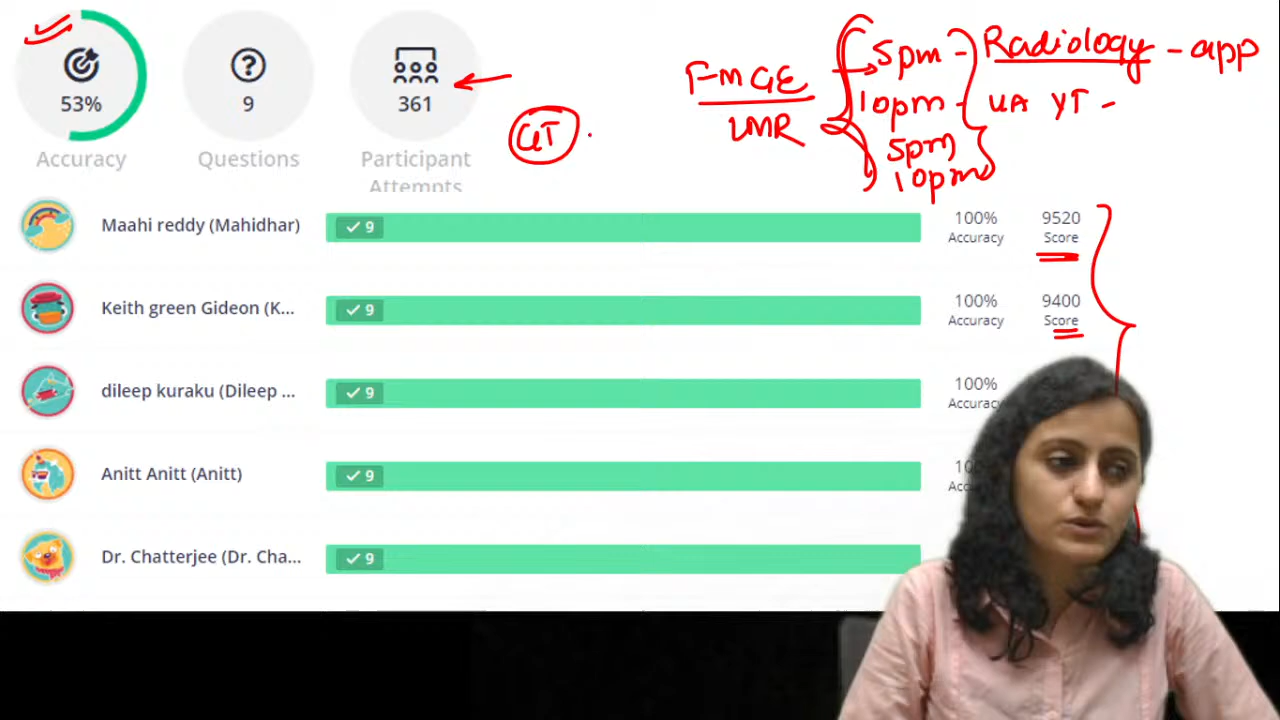 53%
Accuracy
9
Questions
361
Participant
Attempts
GT
FMGE
LMR
5pm - Radiology - app
10pm - UA YT -
5pm
10pm
Maahi reddy (Mahidhar)
9
100%
Accuracy
9520
Score
Keith green Gideon (K...
9
100%
Accuracy
9400
Score
dileep kuraku (Dileep ...
9
100%
Accuracy
Anitt Anitt (Anitt)
9
Dr. Chatterjee (Dr. Cha...
9